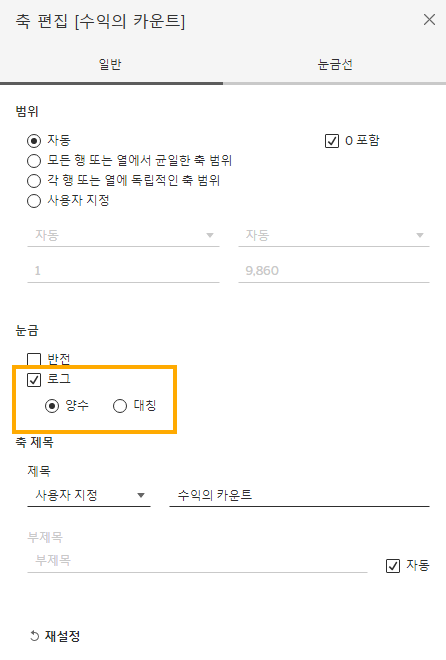 축 편집 [수익의 카운트]
일반
눈금선
범위
자동
0 포함
모든 행 또는 열에서 균일한 축 범위
각 행 또는 열에 독립적인 축 범위
사용자 지정
자동
자동
1
9,860
눈금
반전
로그
양수
대칭
축 제목
제목
사용자 지정
수익의 카운트
부제목
부제목
자동
재설정